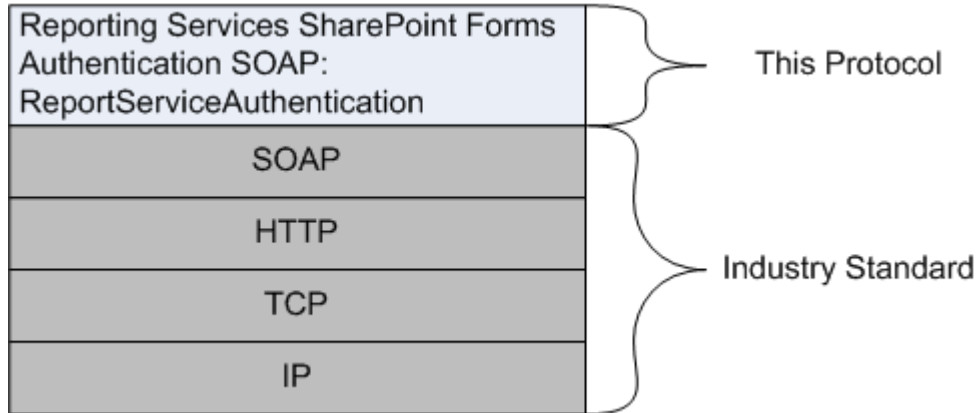 Reporting Services SharePoint Forms
Authentication SOAP:
ReportServiceAuthentication
This Protocol
SOAP
HTTP
TCP
IP
Industry Standard